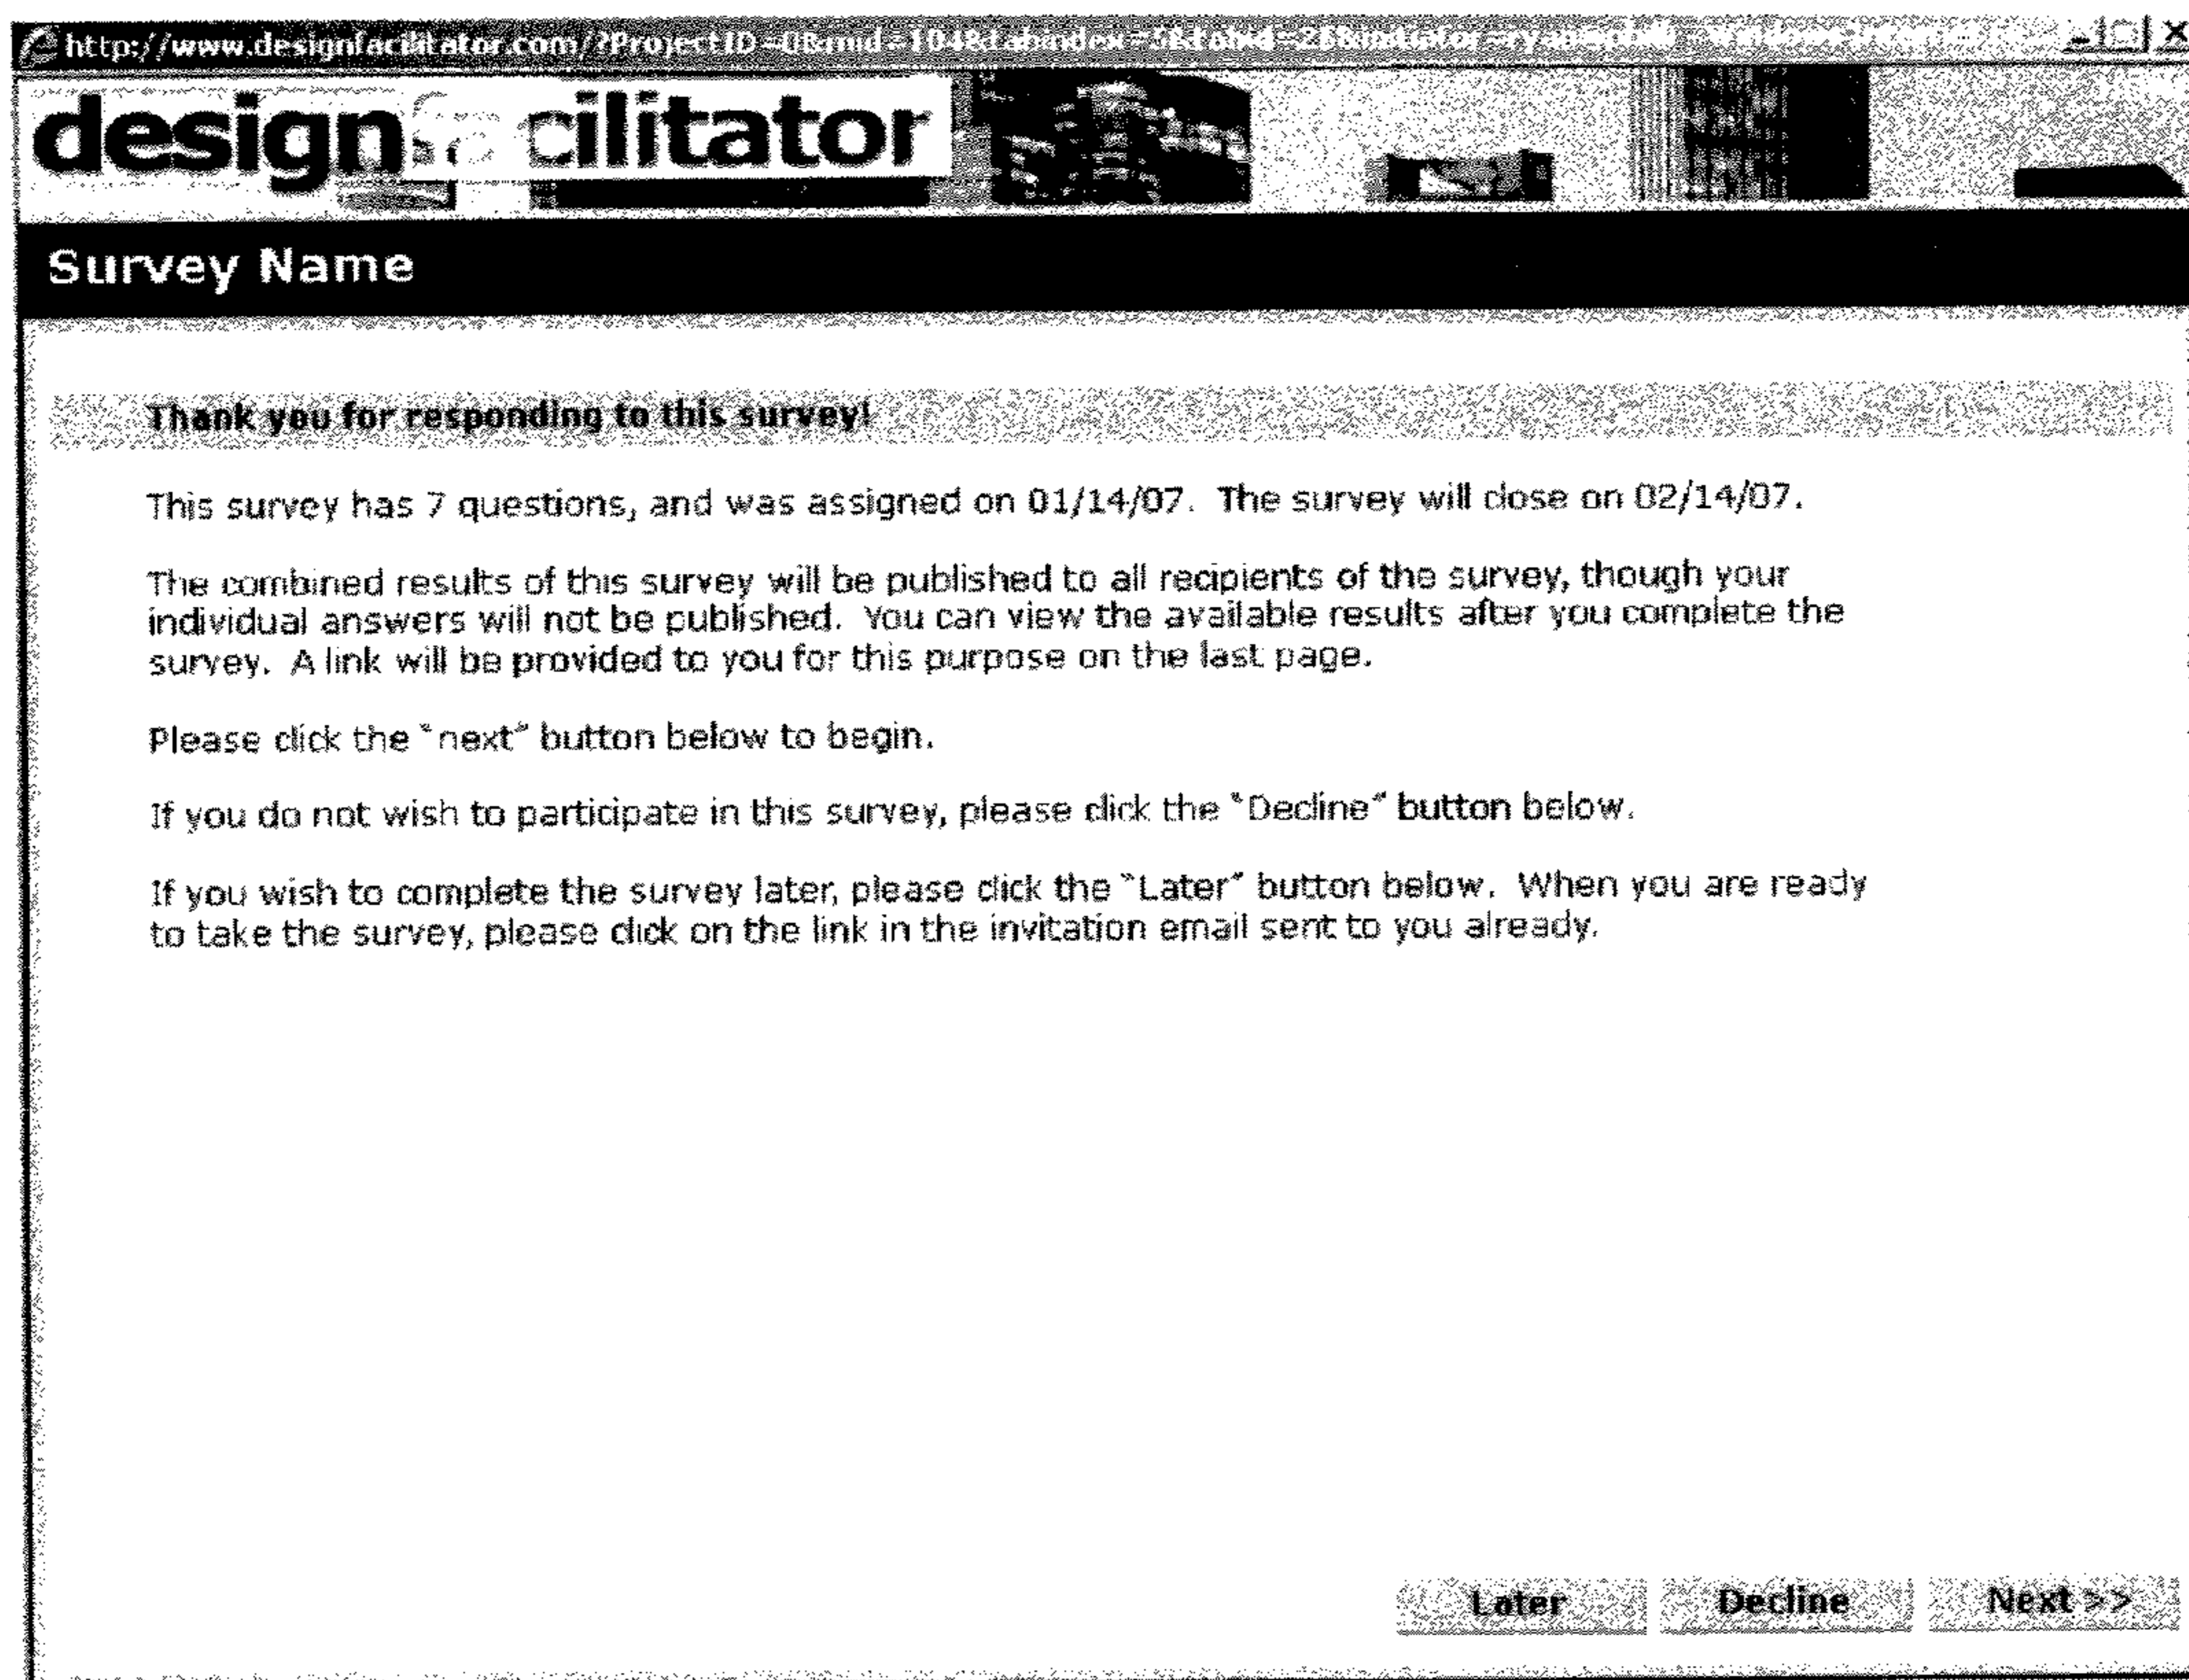 http://www.designfacilitator.com/?ProjectID=0&mid=104&tabindex=5&tabid=
designfacilitator
Survey Name
Thank you for responding to this survey!
This survey has 7 questions, and was assigned on 01/14/07. The survey will close on 02/14/07.
The combined results of this survey will be published to all recipients of the survey, though your
individual answers will not be published. You can view the available results after you complete the
survey. A link will be provided to you for this purpose on the last page.
Please click the "next" button below to begin.
If you do not wish to participate in this survey, please click the "Decline" button below.
If you wish to complete the survey later, please click the "Later" button below. When you are ready
to take the survey, please click on the link in the invitation email sent to you already.
Later Decline Next >>